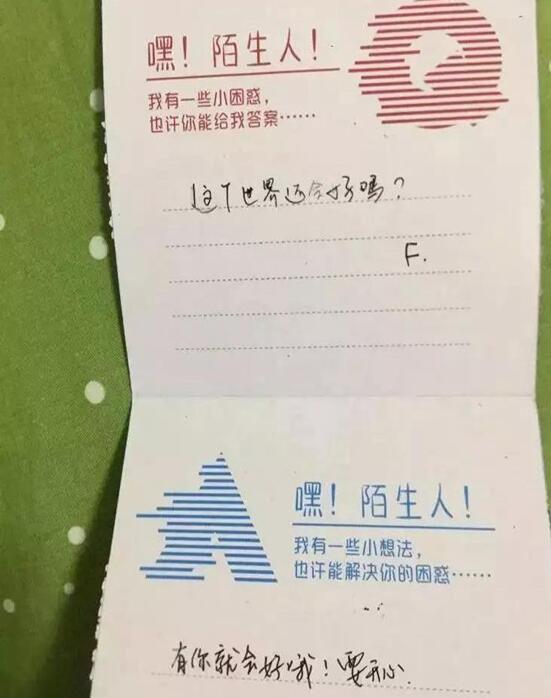 嘿！陌生人！
我有一些小困惑，
也许你能给我答案……
这个世界还会好吗？
F.
嘿！陌生人！
我有一些小想法，
也许能解决你的困惑……
有你就会好哦！要开心.